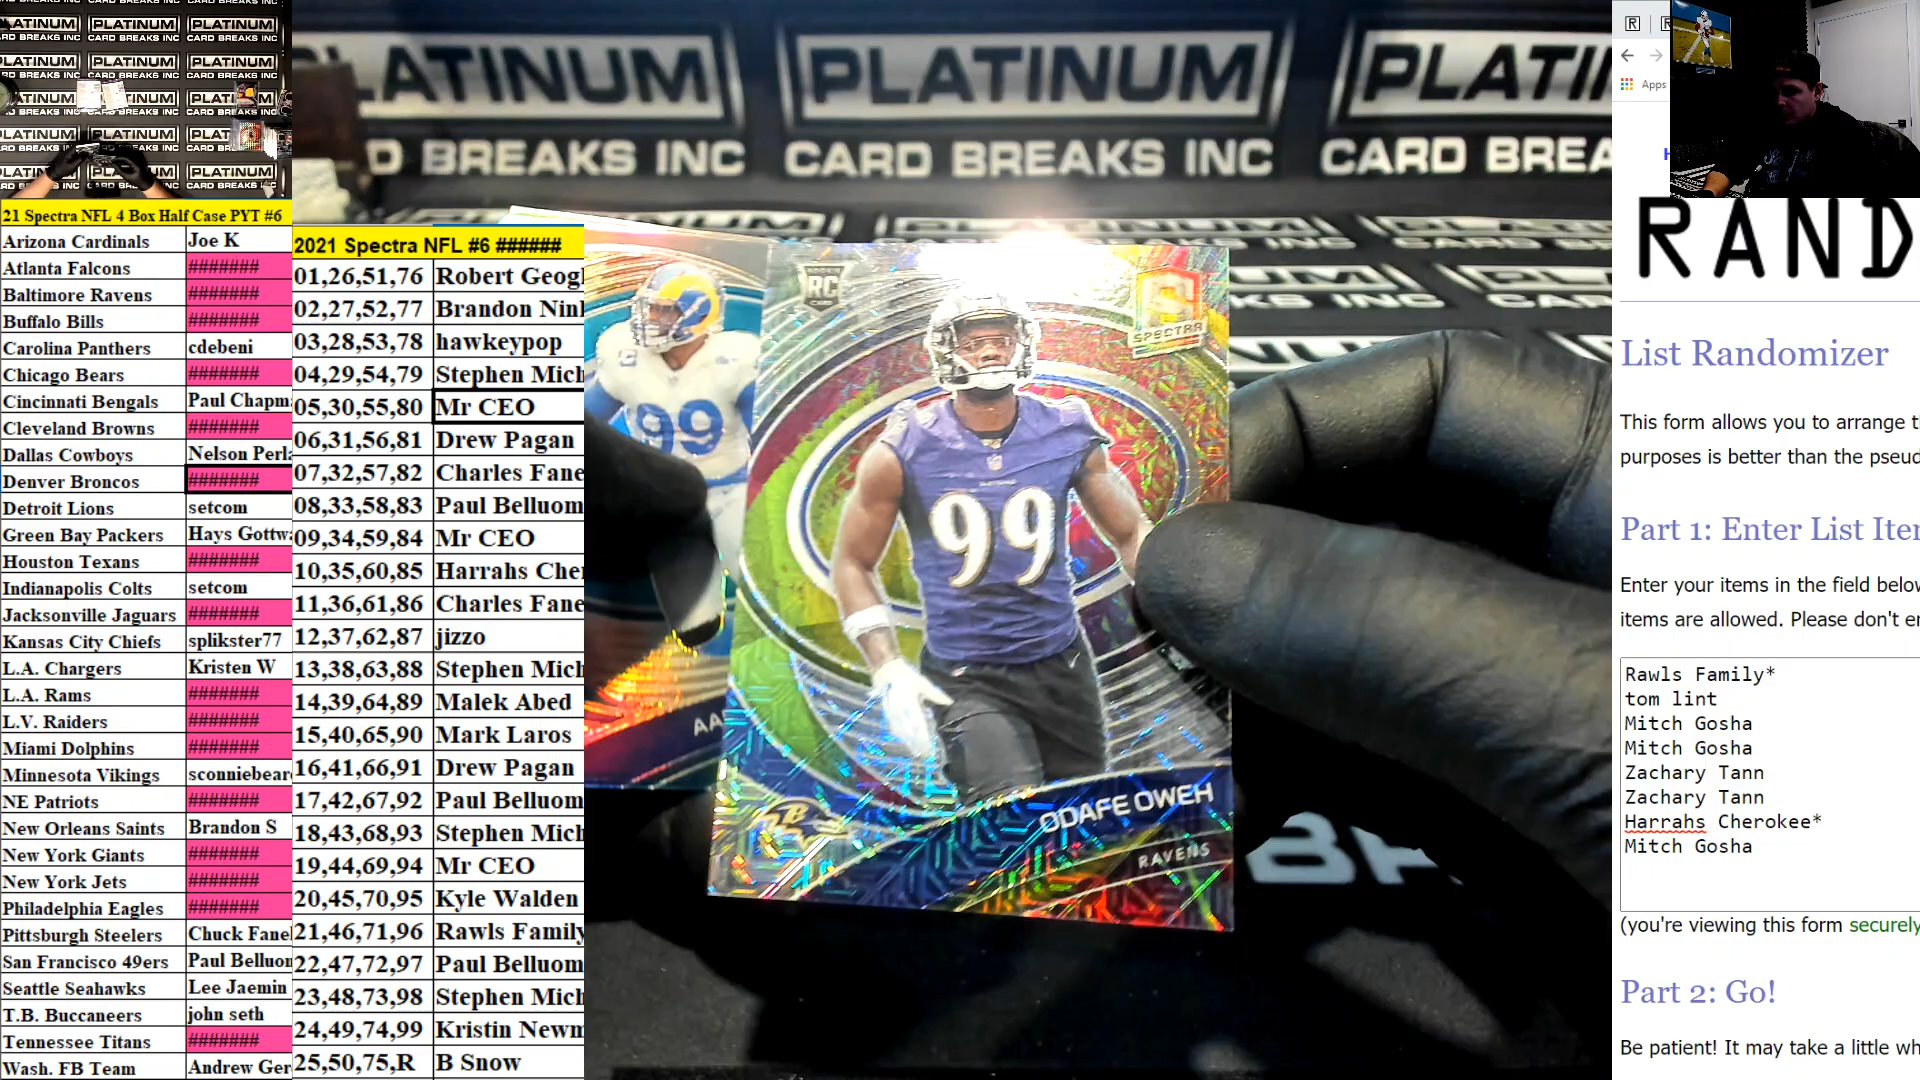 PLATINUM
CARD BREAKS INC
PLATINUM
CARD BREAKS INC
21 Spectra NFL 4 Box Half Case PYT #6
Arizona Cardinals Joe K
Atlanta Falcons #######
Baltimore Ravens #######
Buffalo Bills #######
Carolina Panthers cdebeni
Chicago Bears #######
Cincinnati Bengals Paul Chapm
Cleveland Browns #######
Dallas Cowboys Nelson Perla
Denver Broncos #######
Detroit Lions setcom
Green Bay Packers Hays Gottwa
Houston Texans #######
Indianapolis Colts setcom
Jacksonville Jaguars #######
Kansas City Chiefs splikster77
L.A. Chargers Kristen W
L.A. Rams #######
L.V. Raiders #######
Miami Dolphins #######
Minnesota Vikings sconniebear
NE Patriots #######
New Orleans Saints Brandon S
New York Giants #######
New York Jets #######
Philadelphia Eagles #######
Pittsburgh Steelers Chuck Fanel
San Francisco 49ers Paul Belluon
Seattle Seahawks Lee Jaemin
T.B. Buccaneers john seth
Tennessee Titans #######
Wash. FB Team Andrew Ger
2021 Spectra NFL #6 ######
01,26,51,76 Robert Geogl
02,27,52,77 Brandon Nin
03,28,53,78 hawkeypop
04,29,54,79 Stephen Mich
05,30,55,80 Mr CEO
06,31,56,81 Drew Pagan
07,32,57,82 Charles Fane
08,33,58,83 Paul Belluom
09,34,59,84 Mr CEO
10,35,60,85 Harrahs Cher
11,36,61,86 Charles Fane
12,37,62,87 jizzo
13,38,63,88 Stephen Mich
14,39,64,89 Malek Abed
15,40,65,90 Mark Laros
16,41,66,91 Drew Pagan
17,42,67,92 Paul Belluom
18,43,68,93 Stephen Mich
19,44,69,94 Mr CEO
20,45,70,95 Kyle Walden
21,46,71,96 Rawls Family
22,47,72,97 Paul Belluom
23,48,73,98 Stephen Mich
24,49,74,99 Kristin Newm
25,50,75,R B Snow
PLATINUM PLATINUM PLATI
D BREAKS INC CARD BREAKS INC CARD BREA
RC
SPECTRA
99
99
ODAFE OWEH
RAVENS
AA
Apps
RAND
List Randomizer
This form allows you to arrange t
purposes is better than the pseud
Part 1: Enter List Iter
Enter your items in the field below
items are allowed. Please don't er
Rawls Family*
tom lint
Mitch Gosha
Mitch Gosha
Zachary Tann
Zachary Tann
Harrahs Cherokee*
Mitch Gosha
(you're viewing this form securely
Part 2: Go!
Be patient! It may take a little wh